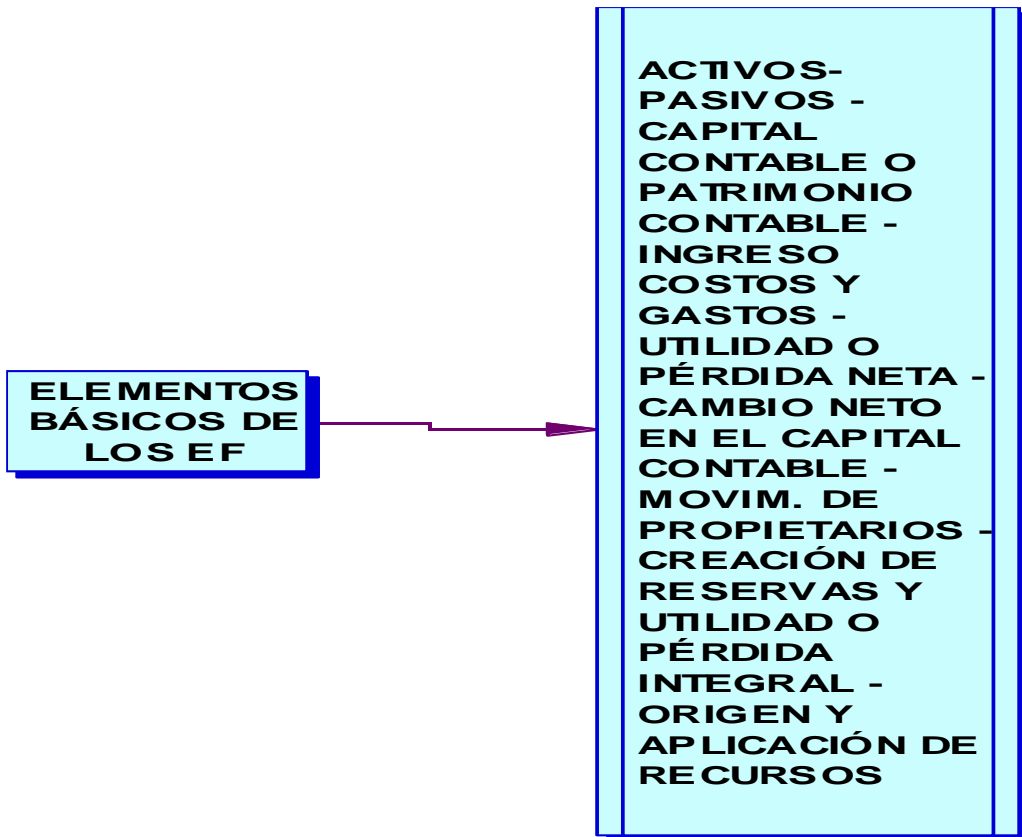 ELEMENTOS
BÁSICOS DE
LOS EF
ACTIVOS-
PASIVOS -
CAPITAL
CONTABLE O
PATRIMONIO
CONTABLE -
INGRESO
COSTOS Y
GASTOS -
UTILIDAD O
PÉRDIDA NETA -
CAMBIO NETO
EN EL CAPITAL
CONTABLE -
MOVIM. DE
PROPIETARIOS -
CREACIÓN DE
RESERVAS Y
UTILIDAD O
PÉRDIDA
INTEGRAL -
ORIGEN Y
APLICACIÓN DE
RECURSOS